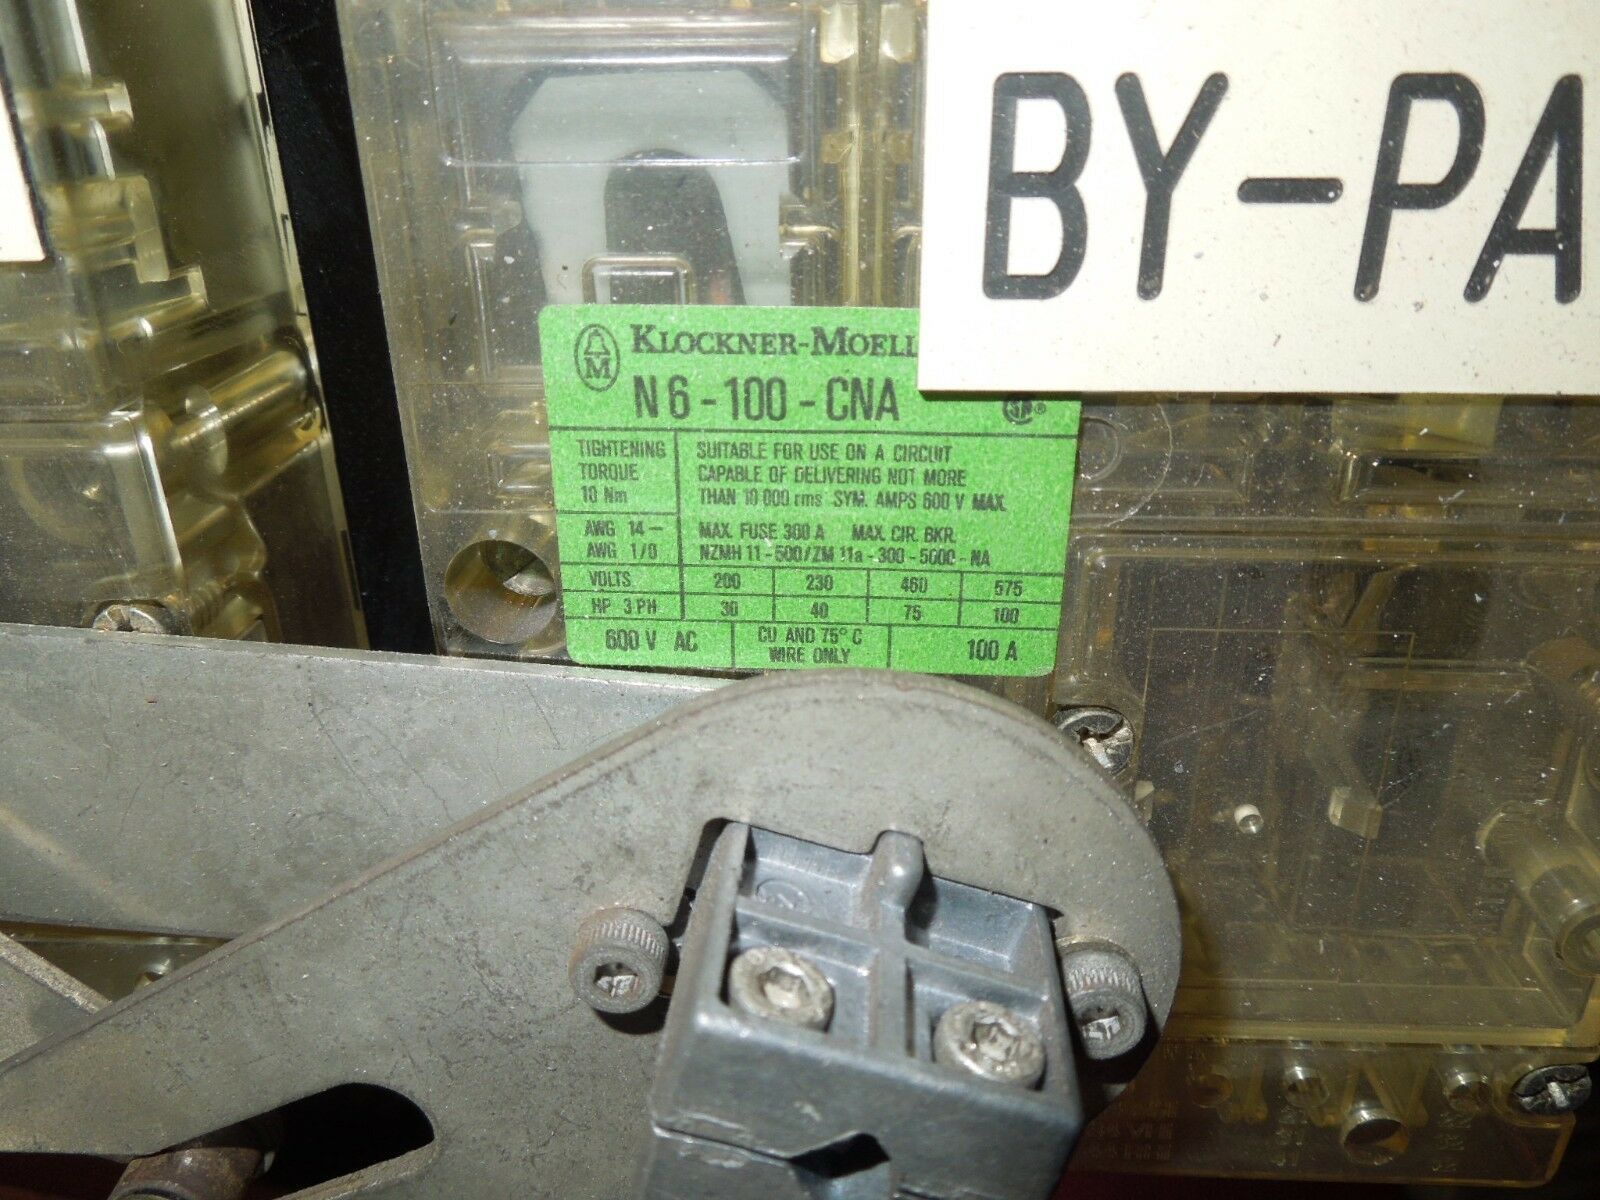 BY-PA
KLOCKNER-MOELL
M
N6-100-CNA
SA®
TIGHTENING
TORQUE
10 Nm
SUITABLE FOR USE ON A CIRCUIT
CAPABLE OF DELIVERING NOT MORE
THAN 10 000 rms SYM. AMPS 600 V MAX
AWG 14-
AWG 1/0
MAX. FUSE 300 A MAX. CIR. BKR.
NZMH 11-500/ZM 11a-300-5000-NA
VOLTS 200 230 460 575
HP 3 PH 30 40 75 100
600 V AC
CU AND 75° C
WIRE ONLY
100 A